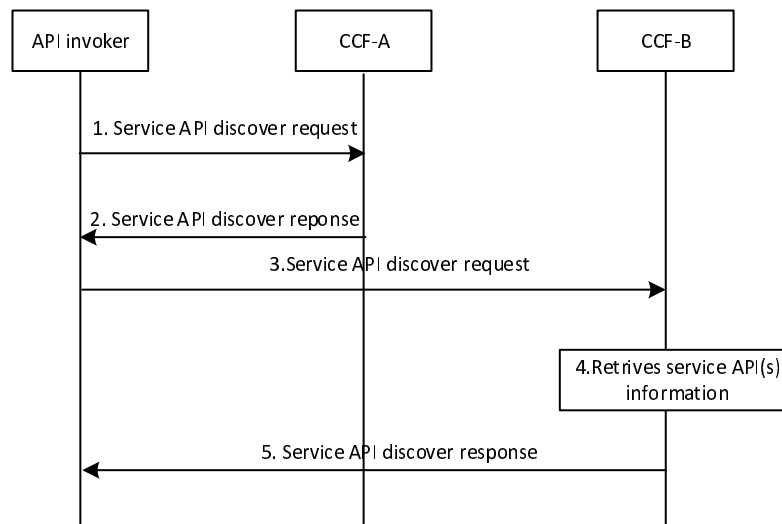 API invoker
CCF-A
CCF-B
1. Service API discover request
2. Service API discover reponse
3.Service API discover request
4.Retrives service API(s)
information
5. Service API discover response